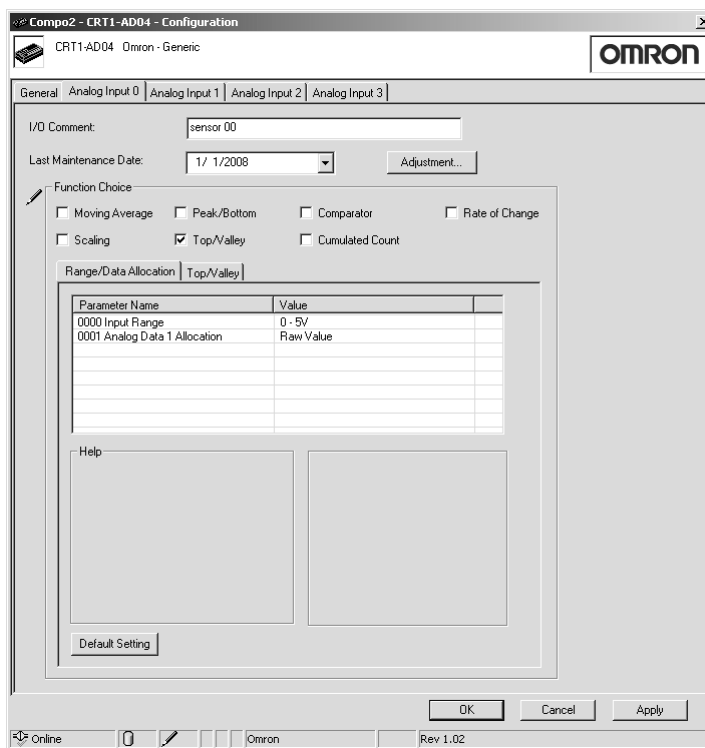 Compo2 - CRT1-AD04 - Configuration
CRT1-AD04 Omron - Generic
OMRON
General Analog Input 0 Analog Input 1 Analog Input 2 Analog Input 3
I/O Comment: sensor 00
Last Maintenance Date: 1/ 1/2008 Adjustment...
Function Choice
Moving Average Peak/Bottom Comparator Rate of Change
Scaling Top/Valley Cumulated Count
Range/Data Allocation Top/Valley
Parameter Name Value
0000 Input Range 0 - 5V
0001 Analog Data 1 Allocation Raw Value
Help
Default Setting
OK Cancel Apply
Online Omron Rev 1.02